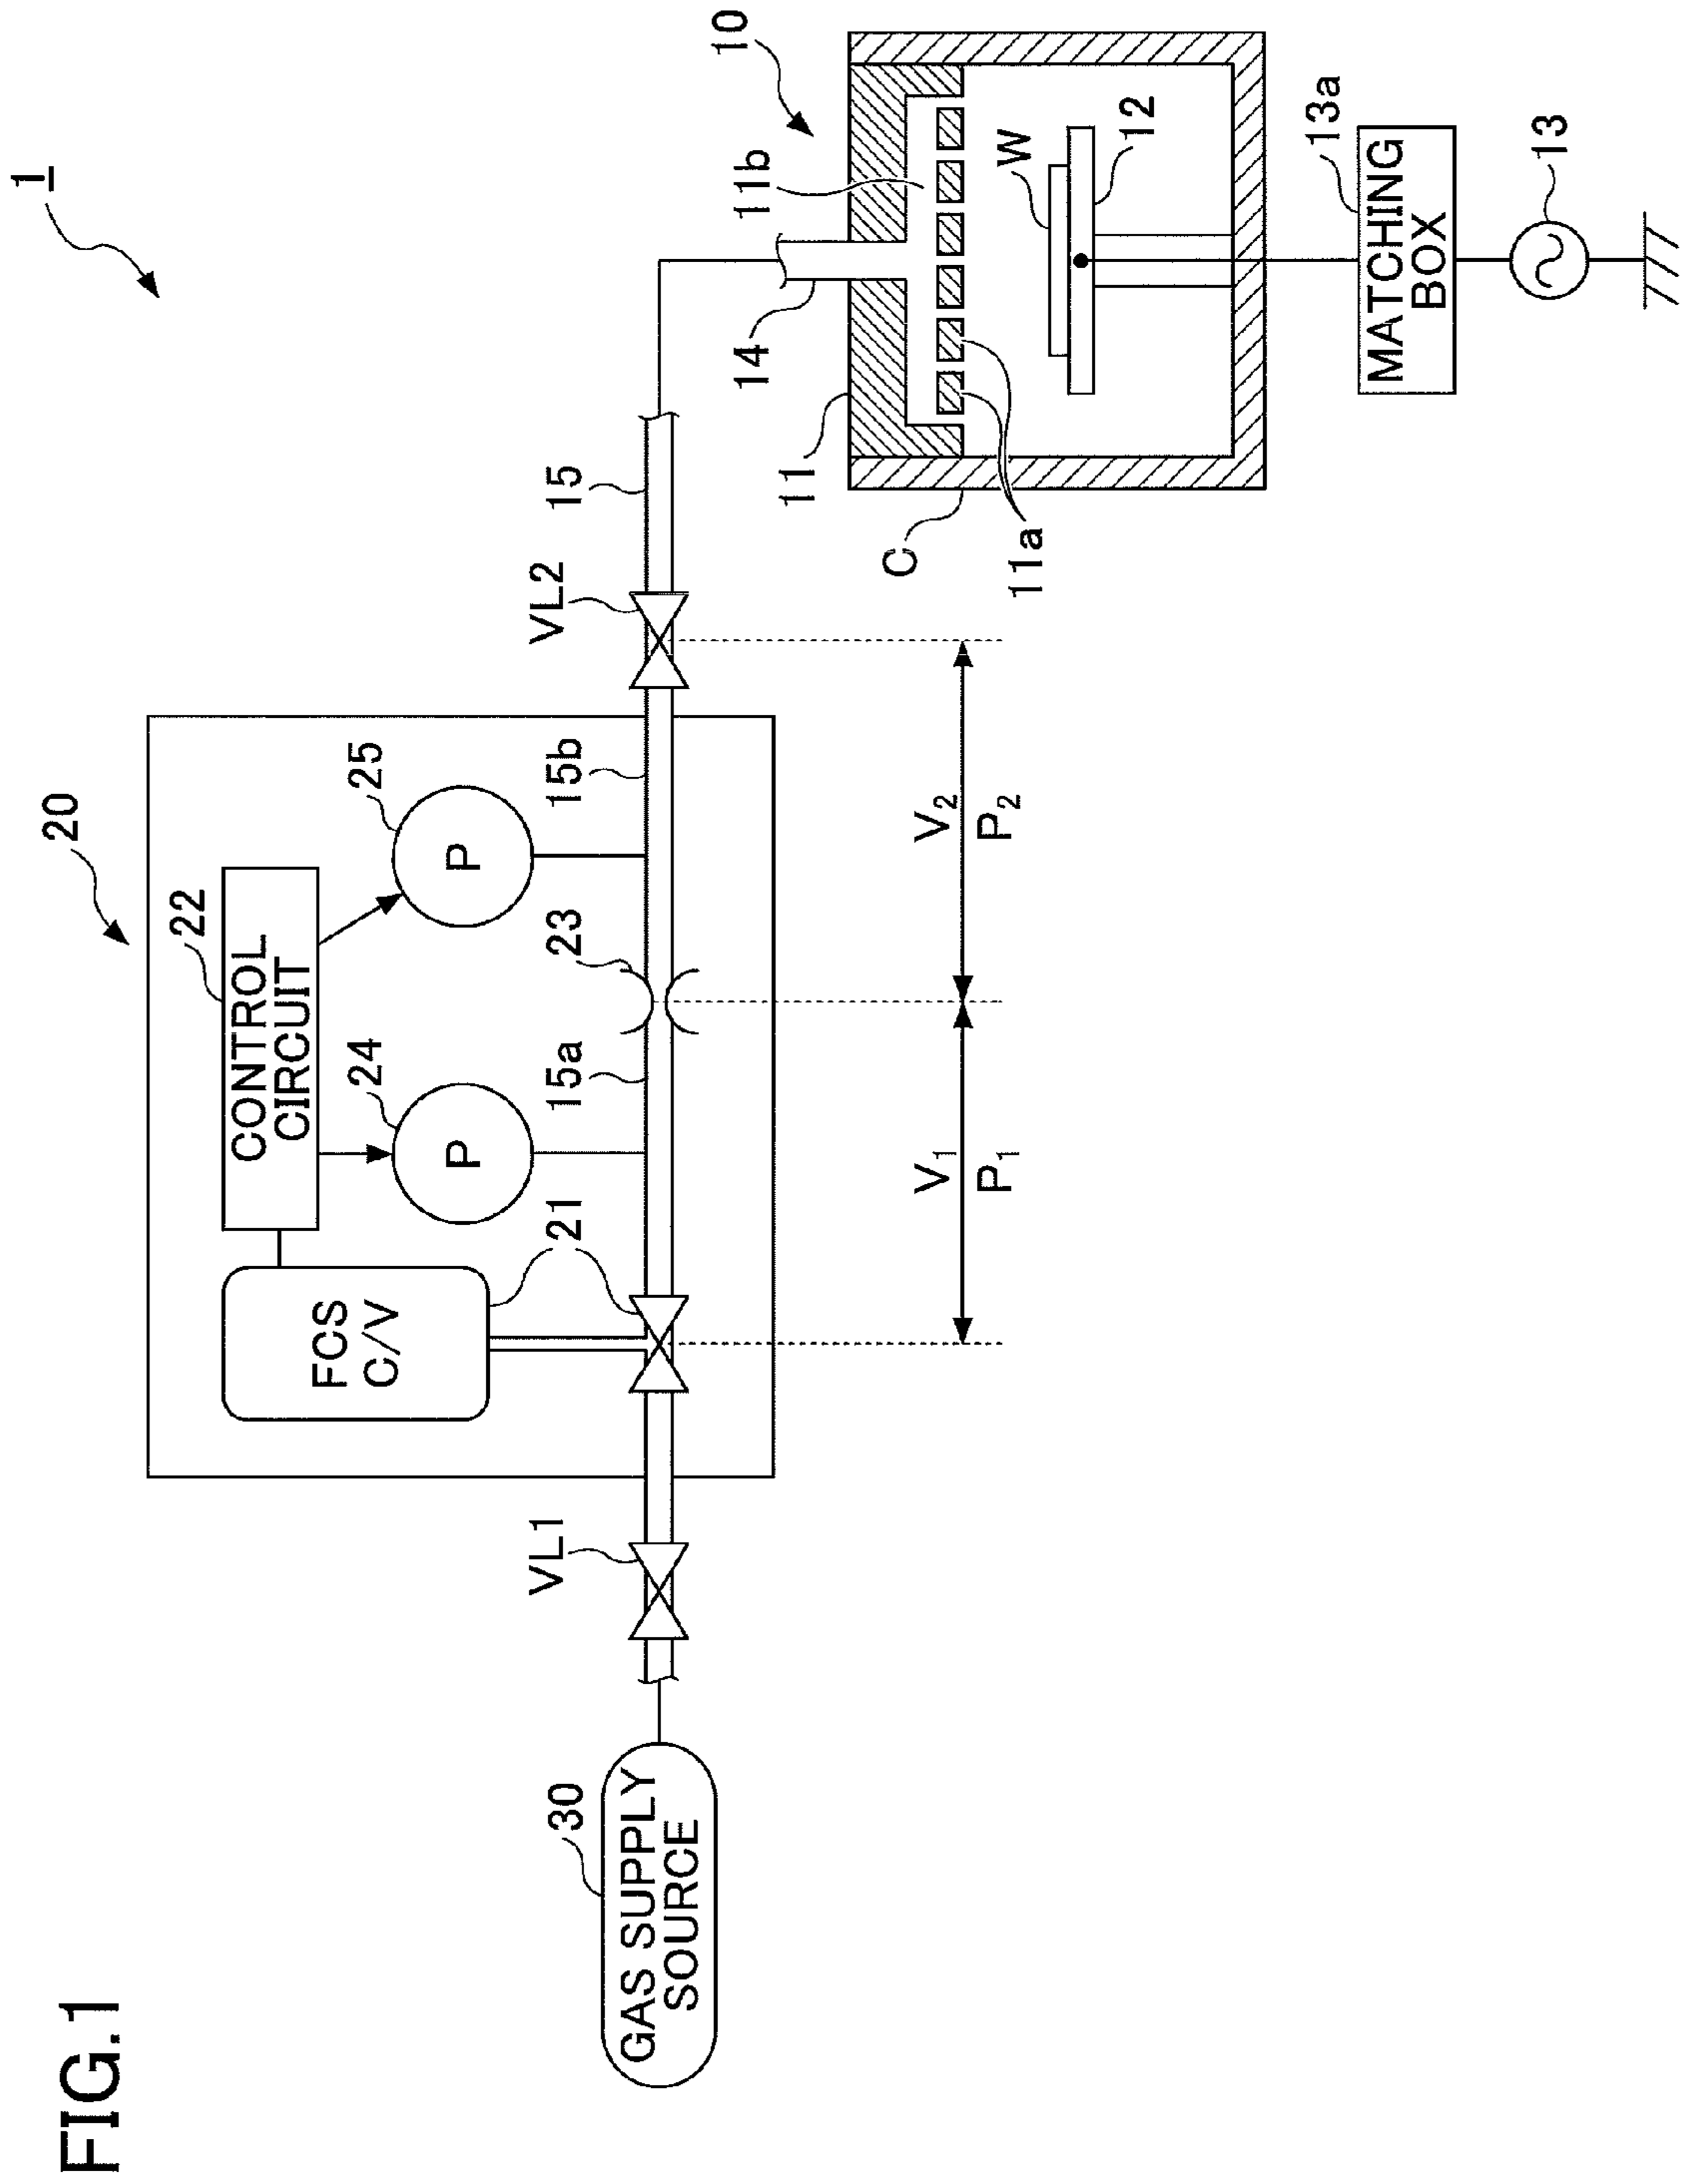 FIG.1
1
20
22
CONTROL
CIRCUIT
24
25
P
P
FCS
C/V
21
15a
23
15b
VL1
VL2
15
30
GAS SUPPLY
SOURCE
V1
P1
V2
P2
10
14
11b
11
C
11a
W
12
13a
MATCHING
BOX
13